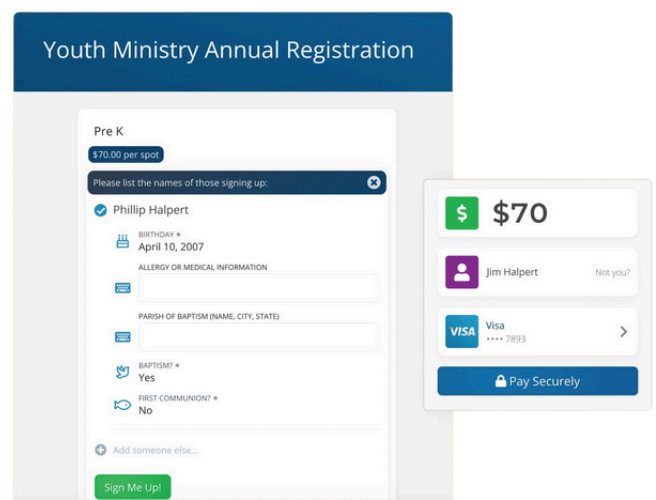 Youth Ministry Annual Registration
Pre K
$70.00 per spot
Please list the names of those signing up:
Phillip Halpert
BIRTHDAY *
April 10, 2007
ALLERGY OR MEDICAL INFORMATION
PARISH OF BAPTISM (NAME, CITY, STATE)
BAPTISM? *
Yes
FIRST COMMUNION? *
No
Add someone else...
Sign Me Up!
$ $70
Jim Halpert Not you?
VISA Visa
•••• 7893
Pay Securely